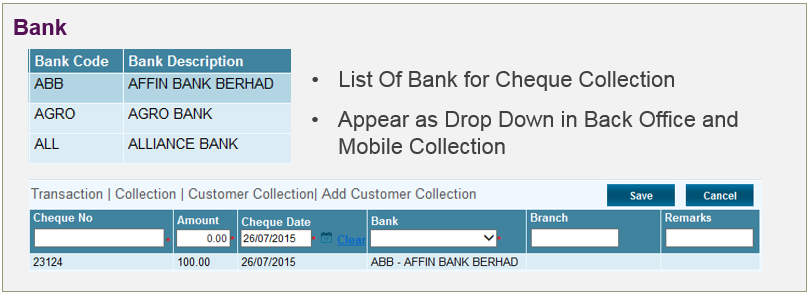 Bank
Bank Code Bank Description
ABB AFFIN BANK BERHAD
AGRO AGRO BANK
ALL ALLIANCE BANK
• List Of Bank for Cheque Collection
• Appear as Drop Down in Back Office and
Mobile Collection
Transaction | Collection | Customer Collection| Add Customer Collection Save Cancel
Cheque No Amount Cheque Date Bank Branch Remarks
* 0.00 * 26/07/2015 * Clear *
23124 100.00 26/07/2015 ABB - AFFIN BANK BERHAD